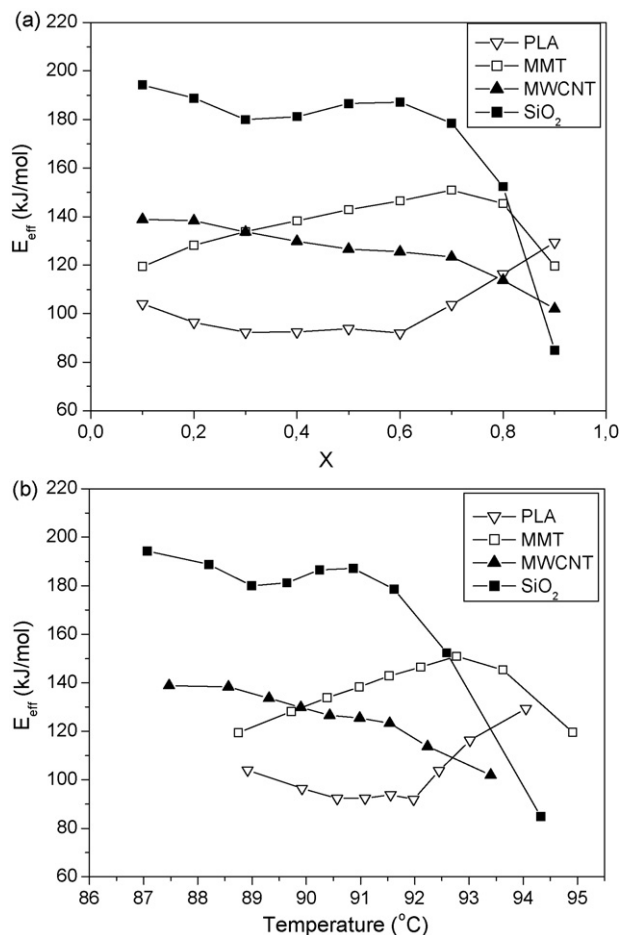 (a)
220
200
180
160
140
120
100
80
60
E_eff (kJ/mol)
PLA
MMT
MWCNT
SiO₂
0,0 0,2 0,4 0,6 0,8 1,0
X
(b)
220
200
180
160
140
120
100
80
60
E_eff (kJ/mol)
PLA
MMT
MWCNT
SiO₂
86 87 88 89 90 91 92 93 94 95
Temperature (°C)